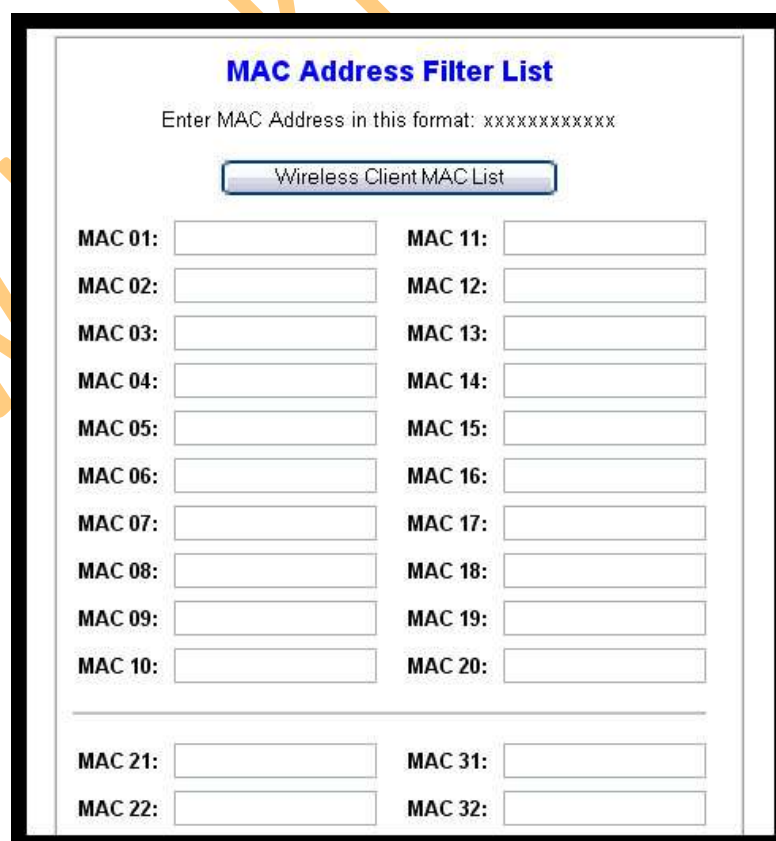 MAC Address Filter List
Enter MAC Address in this format: xxxxxxxxxxxx
Wireless Client MAC List
MAC 01: MAC 11:
MAC 02: MAC 12:
MAC 03: MAC 13:
MAC 04: MAC 14:
MAC 05: MAC 15:
MAC 06: MAC 16:
MAC 07: MAC 17:
MAC 08: MAC 18:
MAC 09: MAC 19:
MAC 10: MAC 20:
MAC 21: MAC 31:
MAC 22: MAC 32: